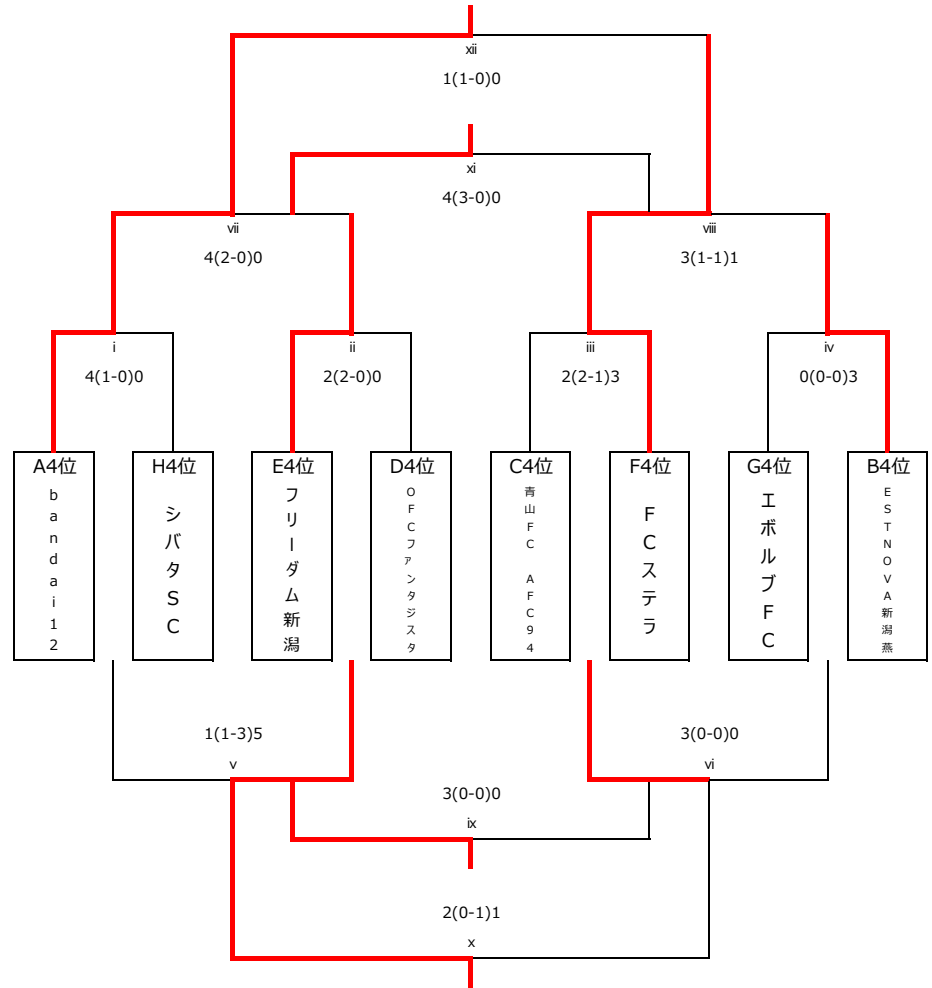 xii
1(1-0)0
xi
4(3-0)0
vii
viii
4(2-0)0
3(1-1)1
i
ii
iii
iv
4(1-0)0
2(2-0)0
2(2-1)3
0(0-0)3
A4位
bandai12
H4位
シバタSC
E4位
フリーダム新潟
D4位
OFCファンタジスタ
C4位
青山FC AFC94
F4位
FCステラ
G4位
エボルブFC
B4位
ESTNOVA新潟燕
1(1-3)5
3(0-0)0
v
vi
3(0-0)0
ix
2(0-1)1
x